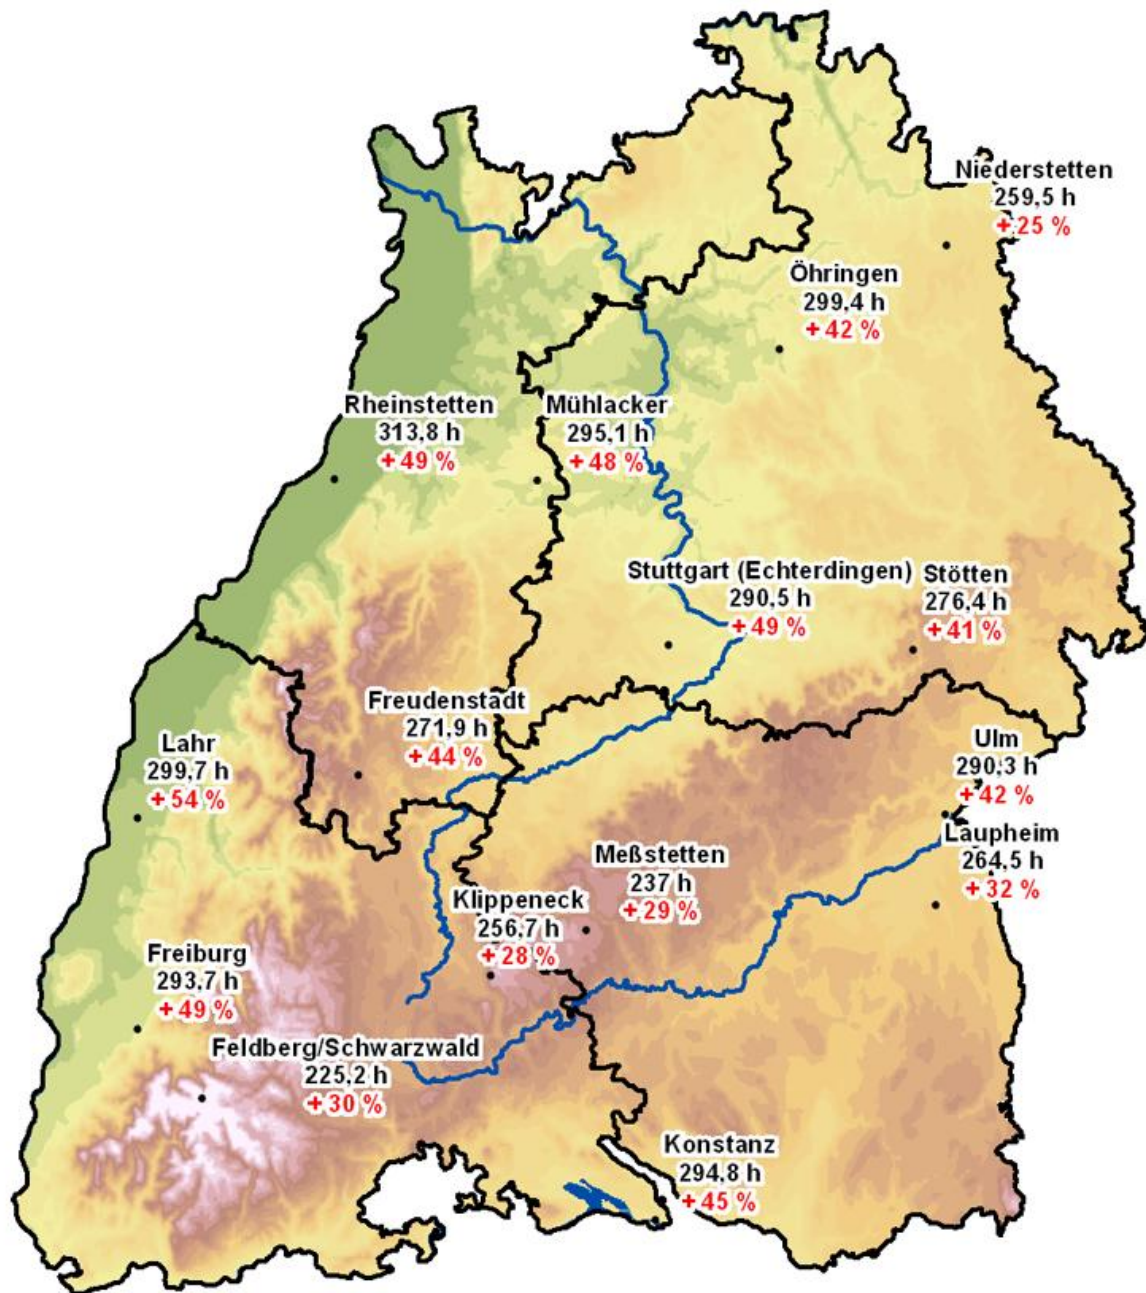 Niederstetten
259,5 h
+25 %
Öhringen
299,4 h
+42 %
Rheinstetten
313,8 h
+49 %
Mühlacker
295,1 h
+48 %
Stuttgart (Echterdingen)
290,5 h
+49 %
Stötten
276,4 h
+41 %
Freudenstadt
271,9 h
+44 %
Lahr
299,7 h
+54 %
Ulm
290,3 h
+42 %
Laupheim
264,5 h
+32 %
Meßstetten
237 h
+29 %
Klippeneck
256,7 h
+28 %
Freiburg
293,7 h
+49 %
Feldberg/Schwarzwald
225,2 h
+30 %
Konstanz
294,8 h
+45 %